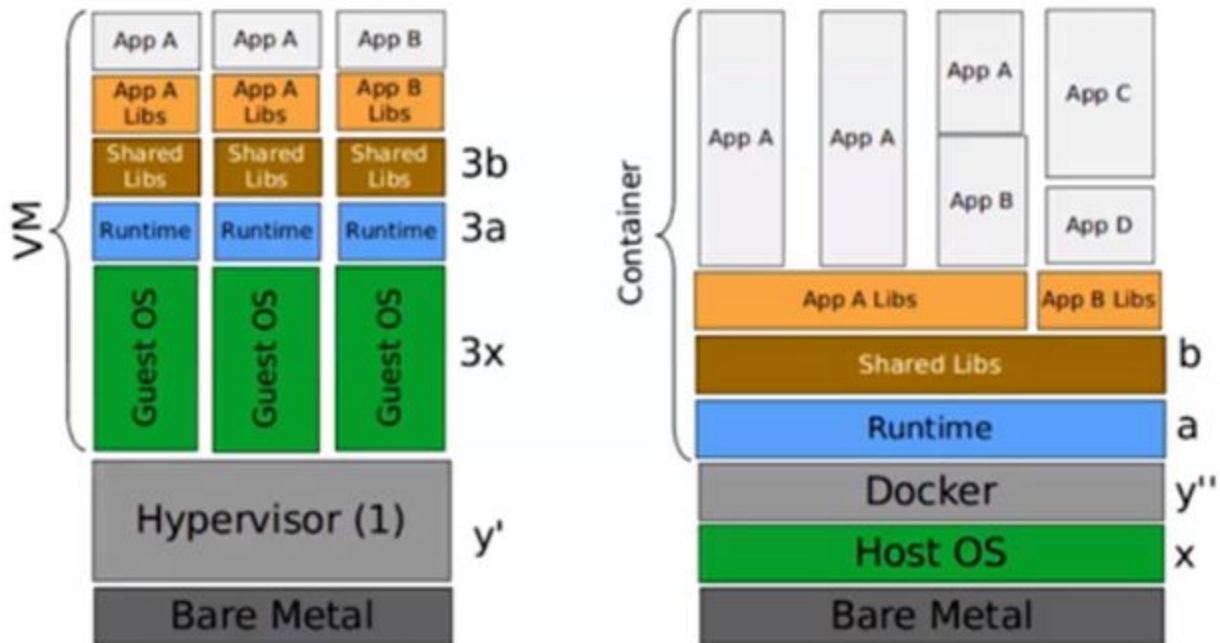 VM
App A
App A
App B
App A
Libs
App A
Libs
App B
Libs
Shared
Libs
Shared
Libs
Shared
Libs
3b
Runtime
Runtime
Runtime
3a
Guest OS
Guest OS
Guest OS
3x
Hypervisor (1)
y'
Bare Metal
Container
App A
App A
App A
App B
App C
App D
App A Libs
App B Libs
Shared Libs
b
Runtime
a
Docker
y''
Host OS
x
Bare Metal